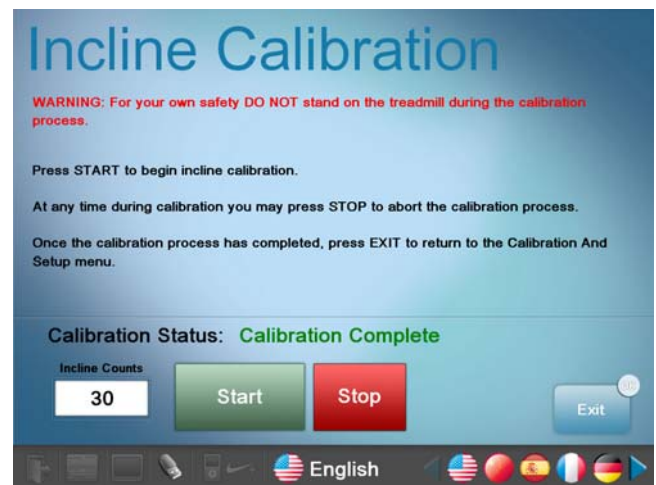 Incline Calibration
WARNING: For your own safety DO NOT stand on the treadmill during the calibration
process.
Press START to begin incline calibration.
At any time during calibration you may press STOP to abort the calibration process.
Once the calibration process has completed, press EXIT to return to the Calibration And
Setup menu.
Calibration Status: Calibration Complete
Incline Counts
30
Start
Stop
Exit
English